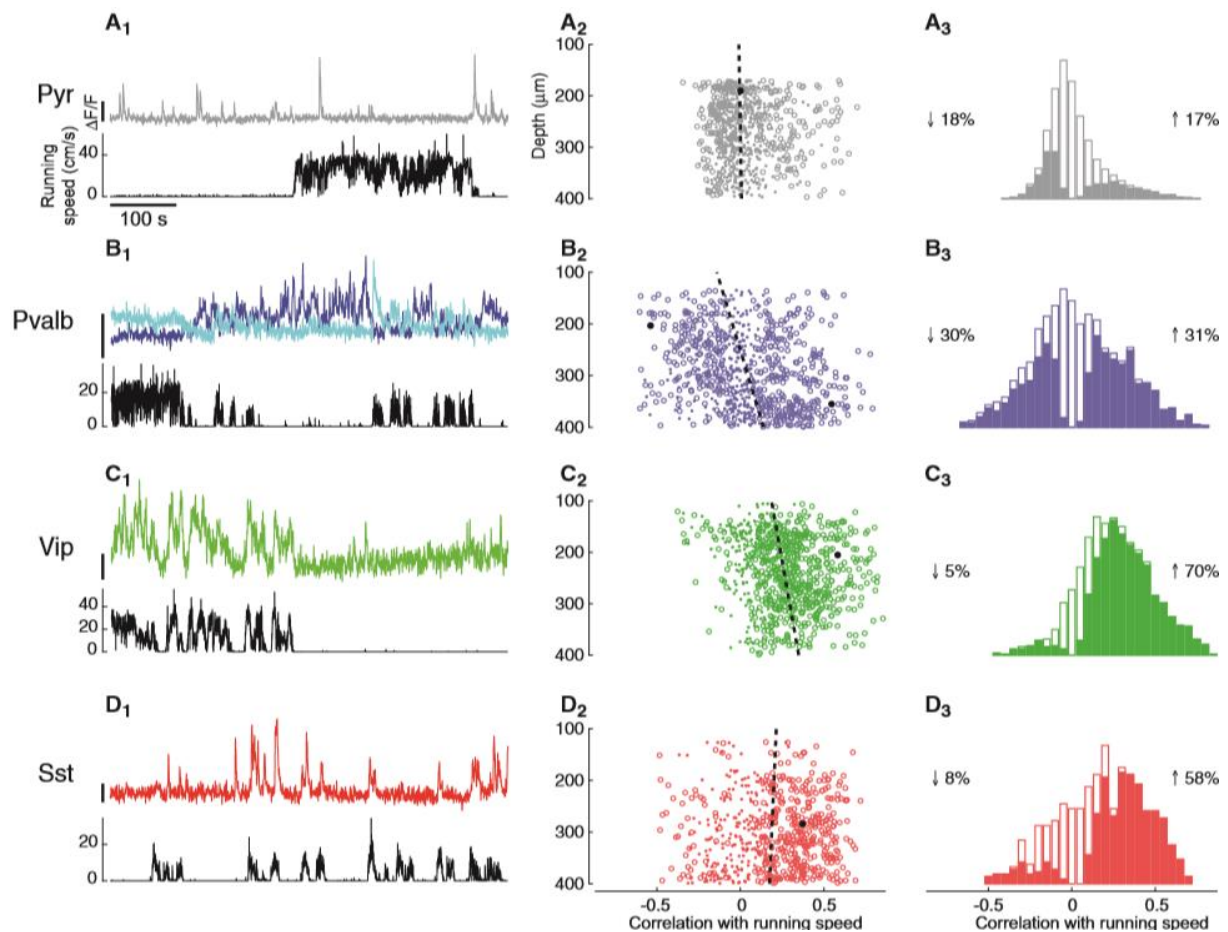 A1
A2
A3
Pyr
ΔF/F
Running
speed (cm/s)
40
0
100 s
Depth (μm)
100
200
300
400
↓ 18%
↑ 17%
B1
B2
B3
Pvalb
20
0
100
200
300
400
↓ 30%
↑ 31%
C1
C2
C3
Vip
40
20
0
100
200
300
400
↓ 5%
↑ 70%
D1
D2
D3
Sst
20
0
100
200
300
400
↓ 8%
↑ 58%
-0.5 0 0.5
Correlation with running speed
-0.5 0 0.5
Correlation with running speed